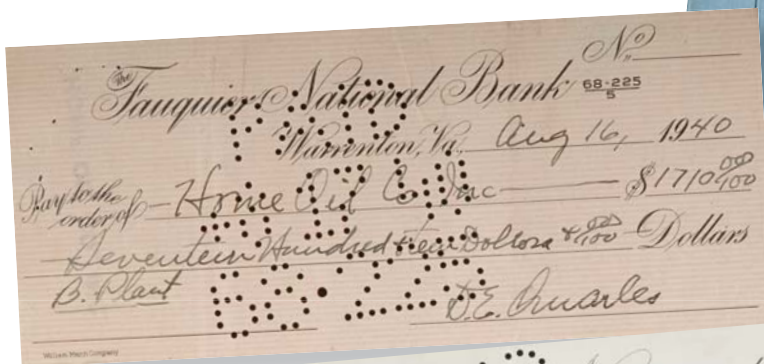 Nº
The Fauquier National Bank 68-225/5
Warrenton, Va., Aug 16, 1940
Pay to the order of Home Oil Co Inc $1710 00/100
Seventeen Hundred & ten Dollars & 00/100 Dollars
B. Plant
D.E. Quarles